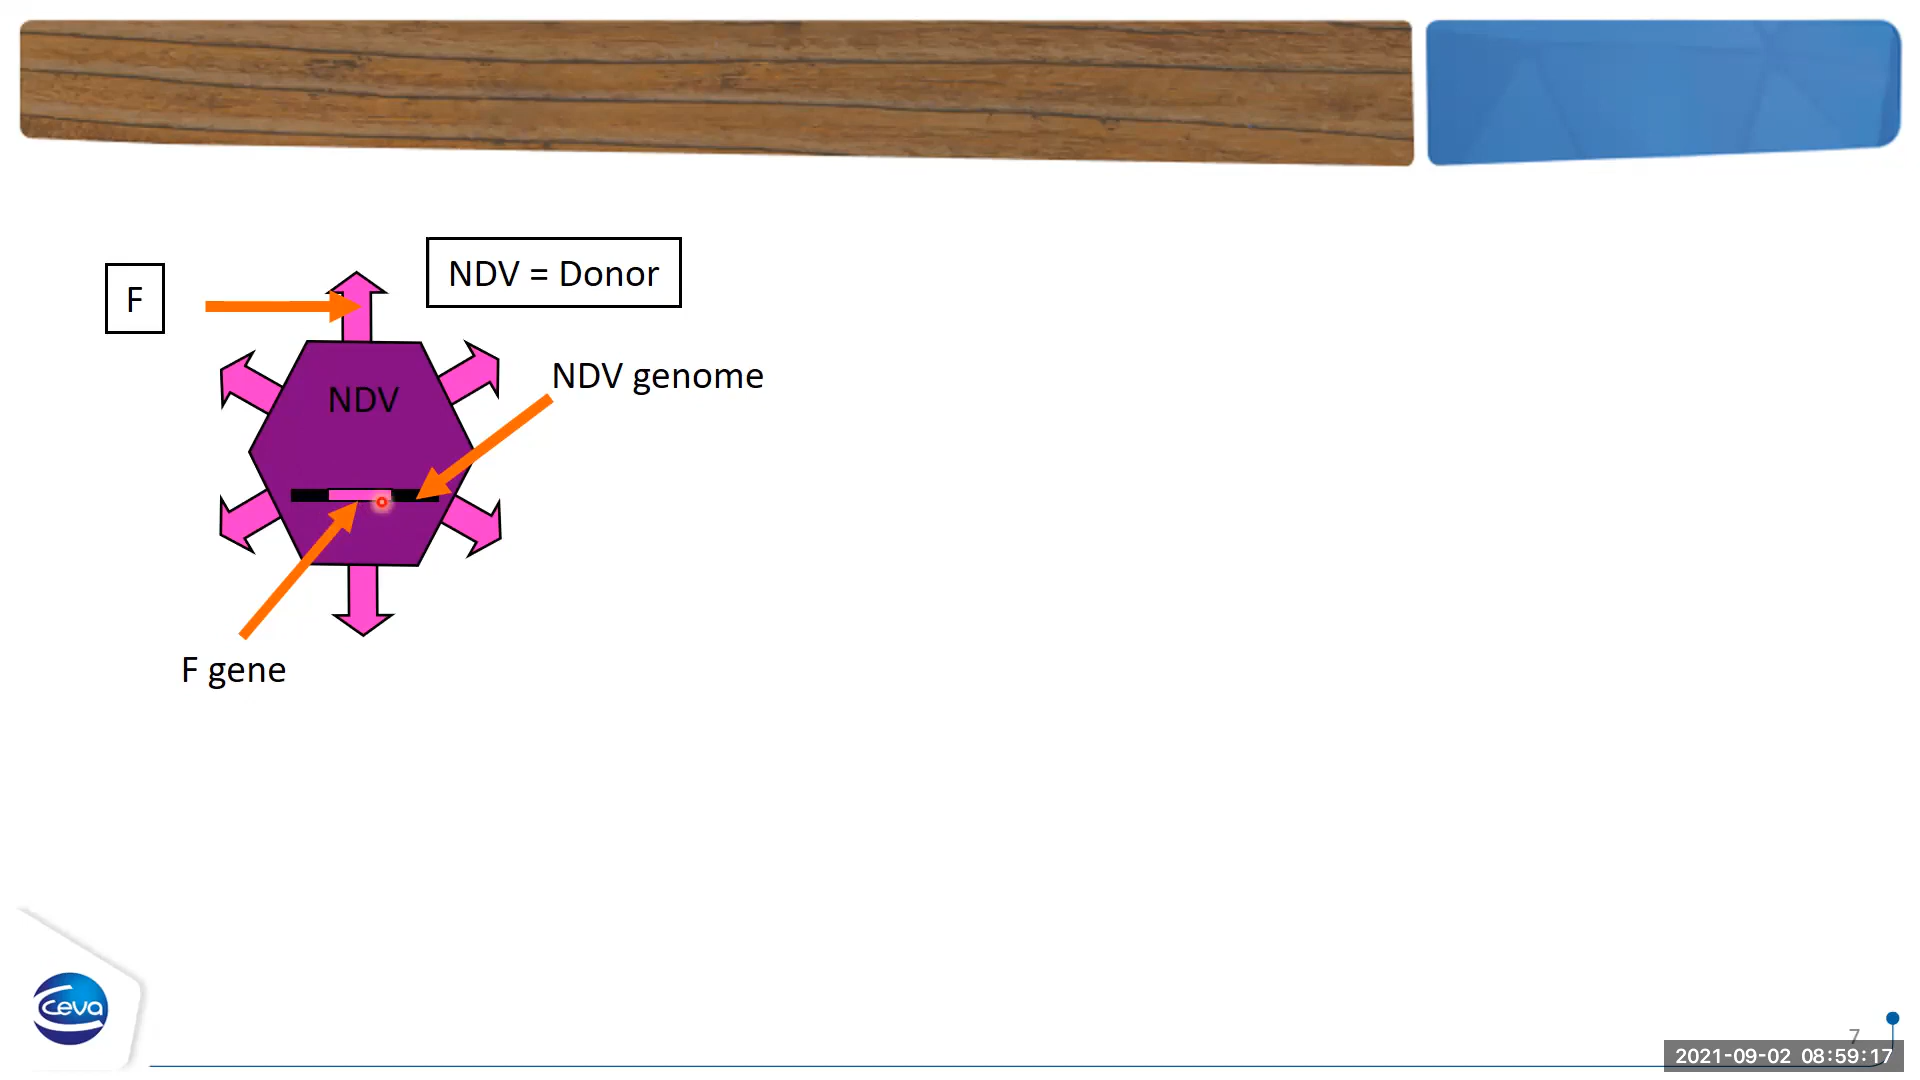 NDV = Donor
F
NDV genome
NDV
F gene
ceva
7
2021-09-02 08:59:17